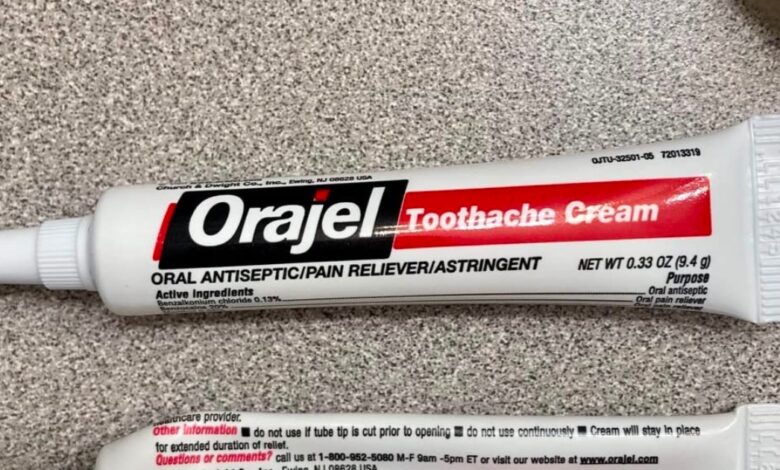 OJTU-32501-05 72013319
Church & Dwight Co., Inc., Ewing, NJ 08628 USA
Orajel Toothache Cream
ORAL ANTISEPTIC/PAIN RELIEVER/ASTRINGENT NET WT 0.33 OZ (9.4 g)
Active Ingredients Purpose
Benzalkonium chloride 0.13% Oral antiseptic
Benzocaine 20% Oral pain reliever
provider.
Other information ■ do not use if tube tip is cut prior to opening ■ do not use continuously ■ Cream will stay in place
for extended duration of relief.
Questions or comments? call us at 1-800-952-5080 M-F 9am -5pm ET or visit our website at www.orajel.com
Ewing, NJ 08628 USA